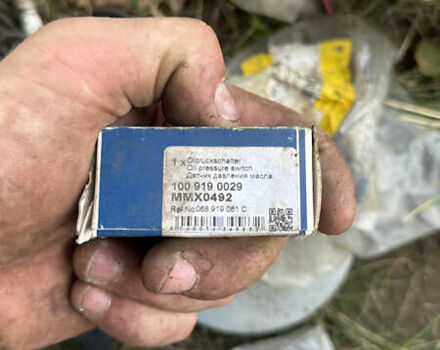 1 x Öldruckschalter
Oil pressure switch
Датчик давления масла
100 919 0029
MMX0492
Ref.No 068 919 081 C